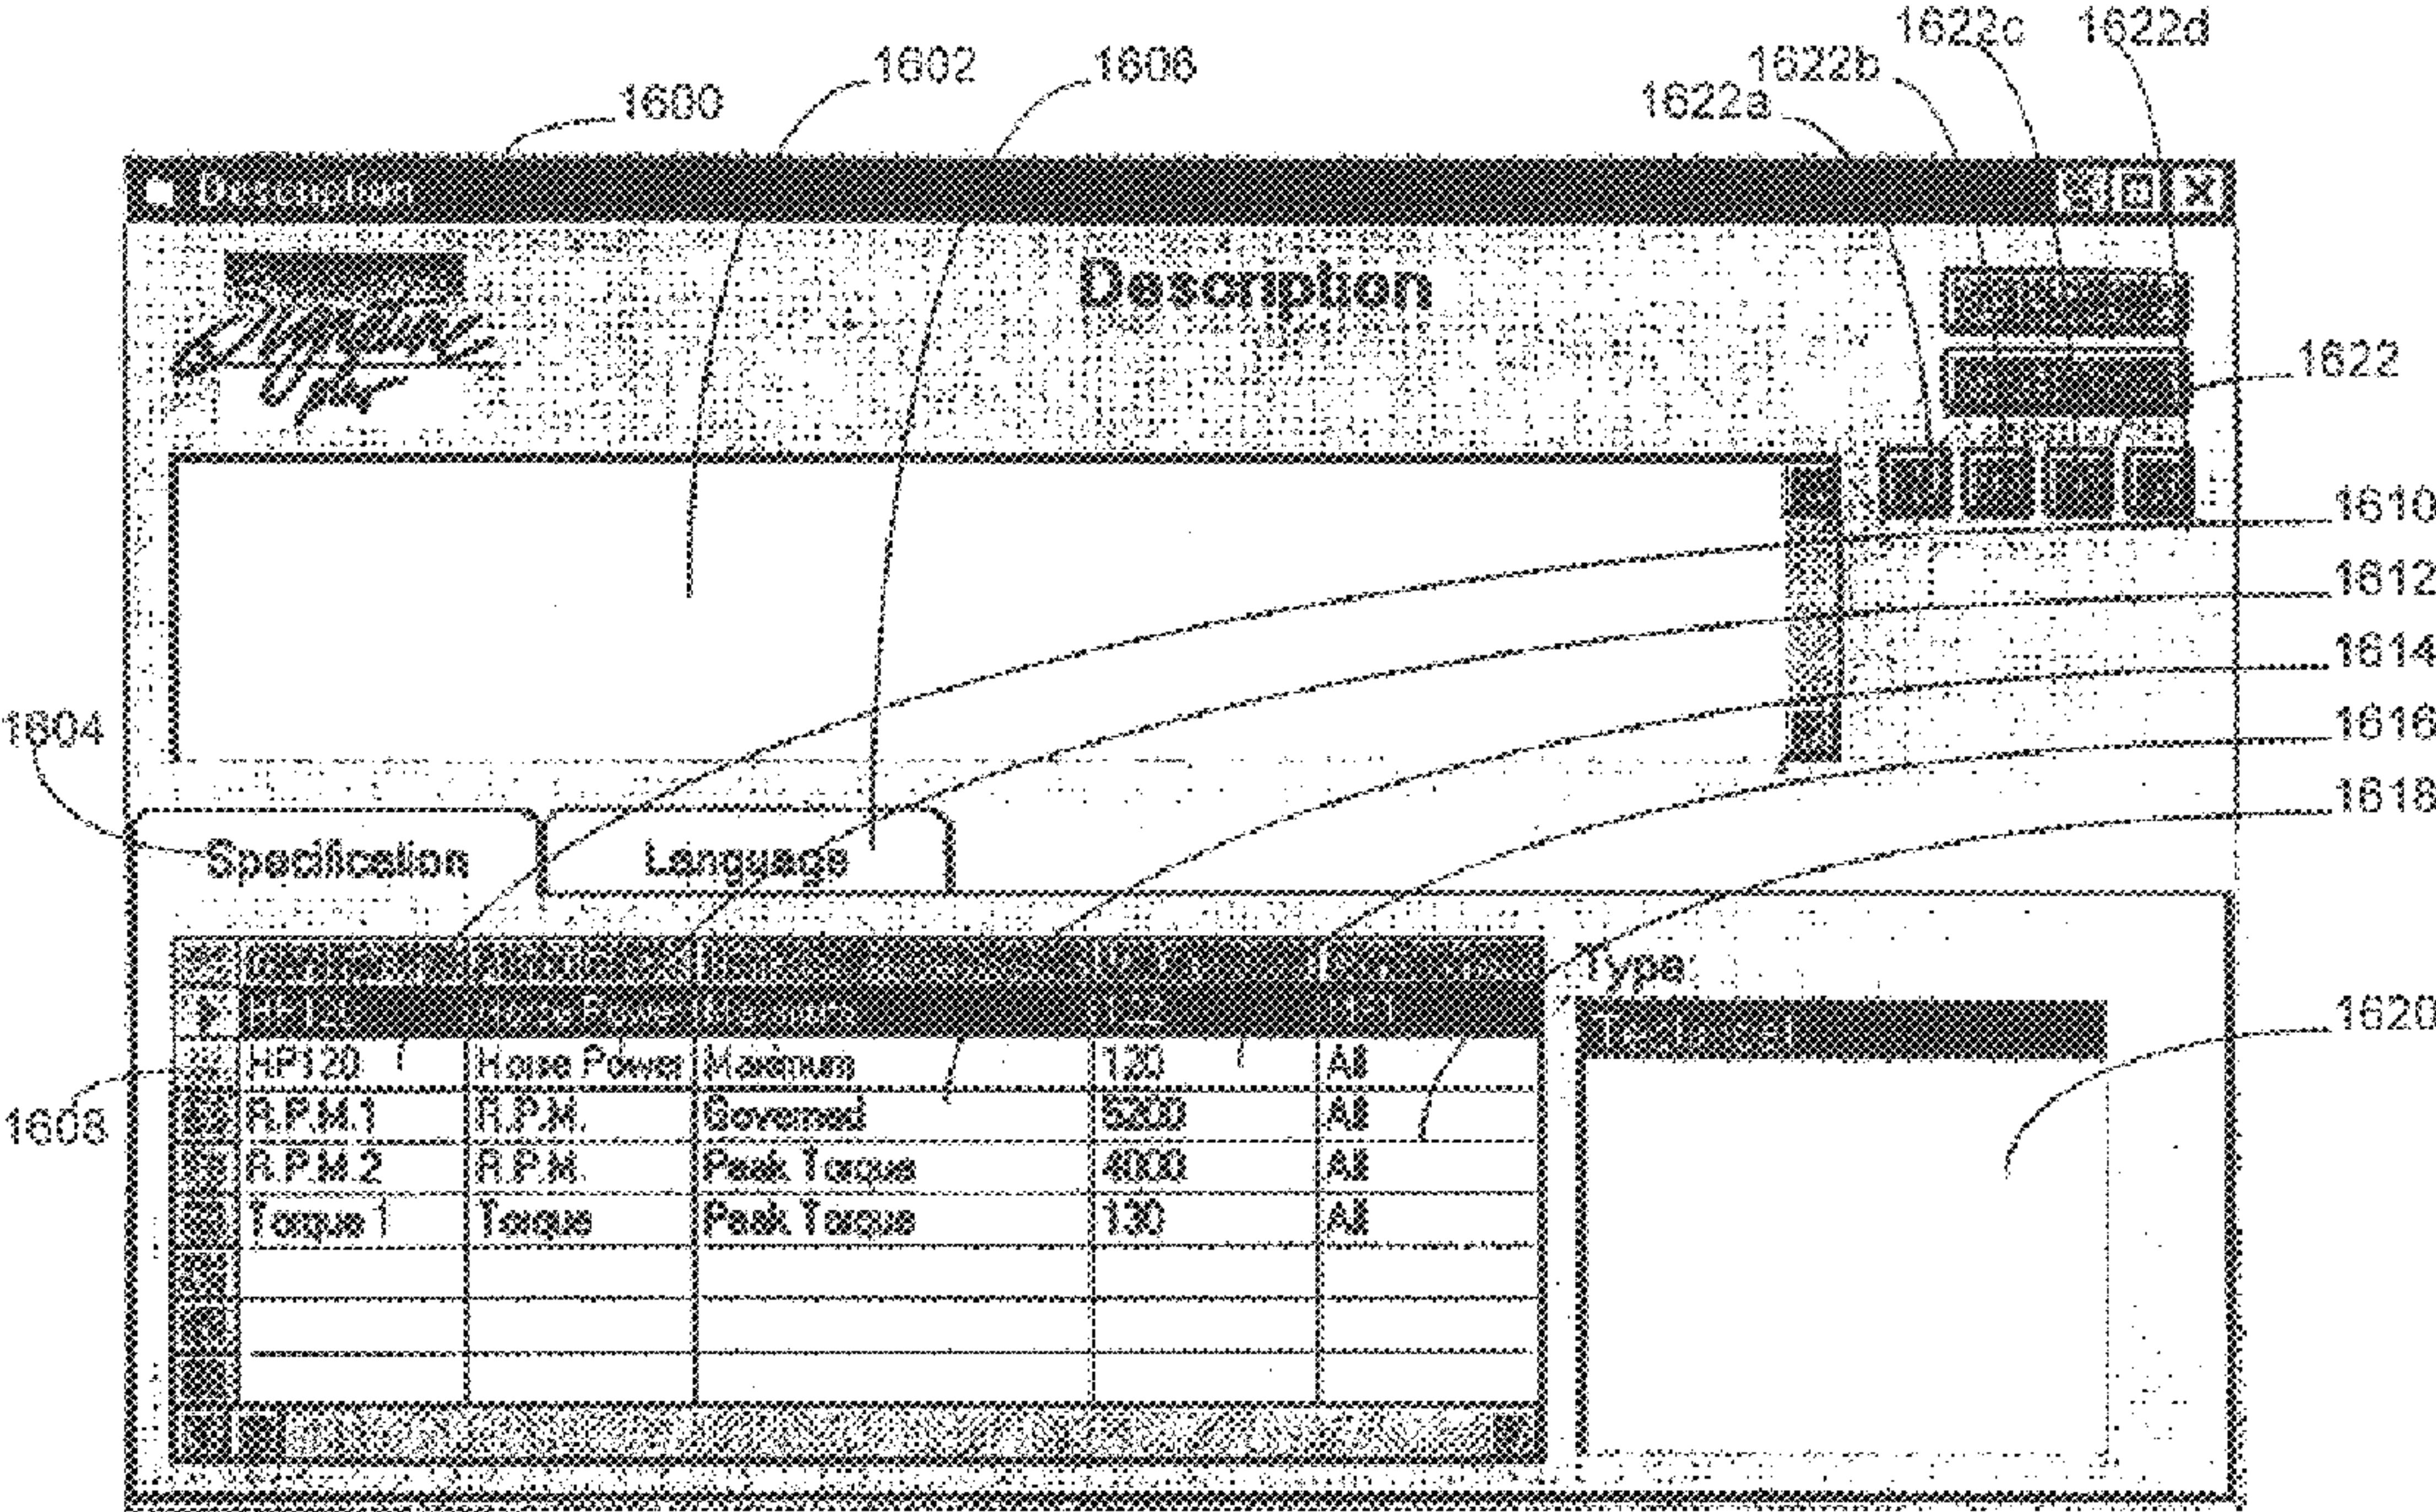 1622c 1622d
1602 1606 1622b
1600 1622a
Description
Description
1622
1610
1612
1614
1604
1616
1618
Specification Language
Type
1620
HP120 Horse Power Maximum 120 All
1608
R.P.M.1 R.P.M. Governed 5200 All
R.P.M.2 R.P.M. Peak Torque 4000 All
Torque 1 Torque Peak Torque 130 All